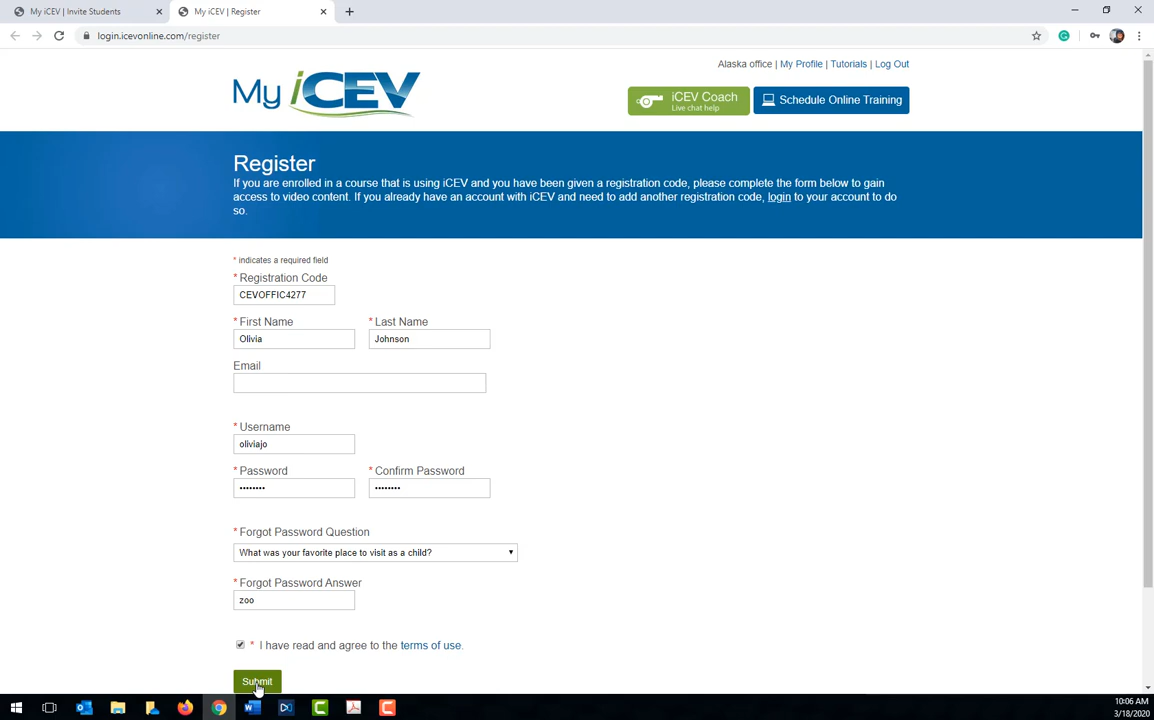 My iCEV | Invite Students
My iCEV | Register
login.icevonline.com/register
Alaska office | My Profile | Tutorials | Log Out
My iCEV
iCEV Coach
Live chat help
Schedule Online Training
Register
If you are enrolled in a course that is using iCEV and you have been given a registration code, please complete the form below to gain
access to video content. If you already have an account with iCEV and need to add another registration code, login to your account to do
so.
* indicates a required field
* Registration Code
CEVOFFIC4277
* First Name * Last Name
Olivia Johnson
Email
* Username
oliviajo
* Password * Confirm Password
•••••••• ••••••••
* Forgot Password Question
What was your favorite place to visit as a child?
* Forgot Password Answer
zoo
* I have read and agree to the terms of use.
Submit
10:06 AM
3/18/2020